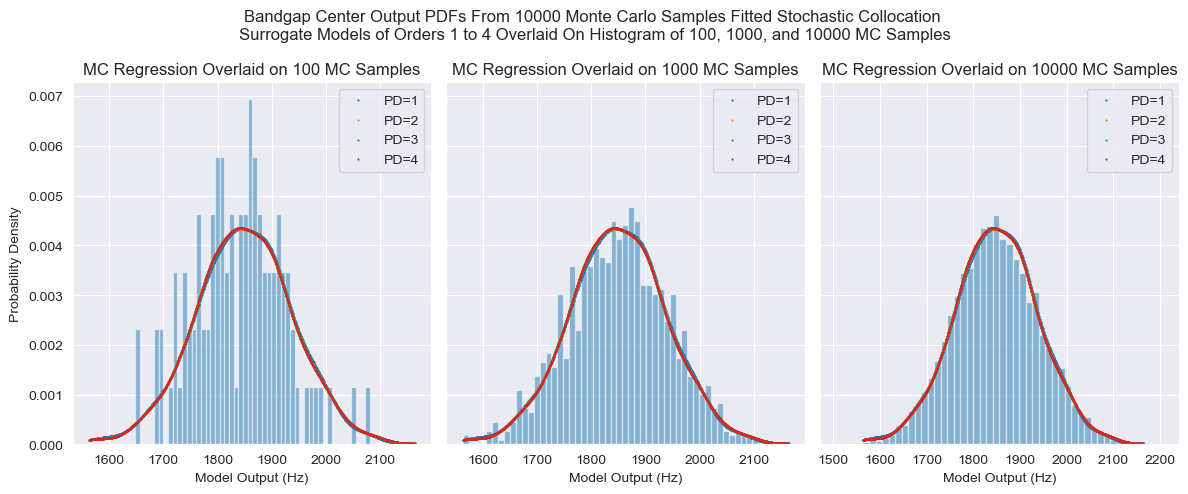 Bandgap Center Output PDFs From 10000 Monte Carlo Samples Fitted Stochastic Collocation
Surrogate Models of Orders 1 to 4 Overlaid On Histogram of 100, 1000, and 10000 MC Samples
MC Regression Overlaid on 100 MC Samples
PD=1
PD=2
PD=3
PD=4
0.007
0.006
0.005
0.004
0.003
0.002
0.001
0.000
Probability Density
1600 1700 1800 1900 2000 2100
Model Output (Hz)
MC Regression Overlaid on 1000 MC Samples
PD=1
PD=2
PD=3
PD=4
1600 1700 1800 1900 2000 2100
Model Output (Hz)
MC Regression Overlaid on 10000 MC Samples
PD=1
PD=2
PD=3
PD=4
1500 1600 1700 1800 1900 2000 2100 2200
Model Output (Hz)